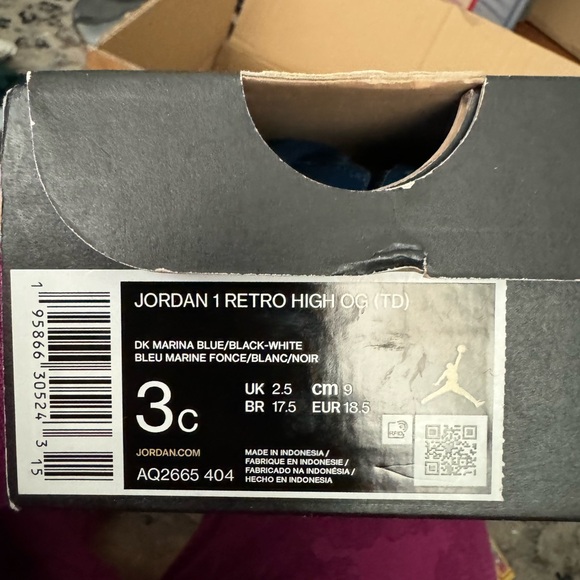 JORDAN 1 RETRO HIGH OG (TD)
DK MARINA BLUE/BLACK-WHITE
BLEU MARINE FONCE/BLANC/NOIR
3C
UK 2.5 cm 9
BR 17.5 EUR 18.5
JORDAN.COM
AQ2665 404
MADE IN INDONESIA /
FABRIQUE EN INDONESIE /
FABRICADO NA INDONÉSIA /
HECHO EN INDONESIA
1 95866 30524 3 15